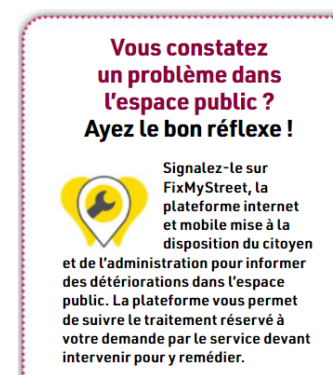 Vous constatez
un problème dans
l'espace public ?
Ayez le bon réflexe !
Signalez-le sur
FixMyStreet, la
plateforme internet
et mobile mise à la
disposition du citoyen
et de l'administration pour informer
des détériorations dans l'espace
public. La plateforme vous permet
de suivre le traitement réservé à
votre demande par le service devant
intervenir pour y remédier.